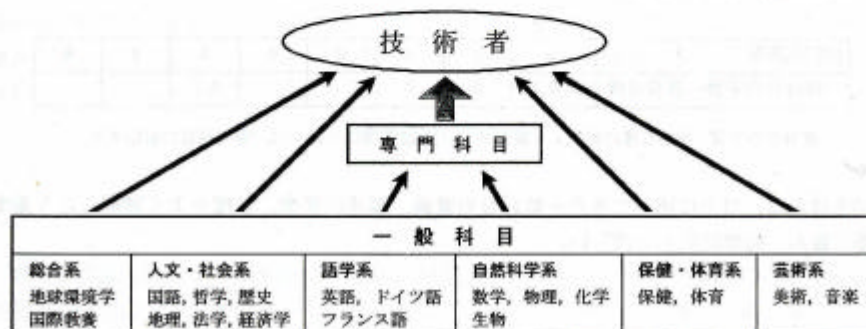 技術者
専門科目
一般科目
総合系
地球環境学
国際教養
人文・社会系
国語, 哲学, 歴史
地理, 法学, 経済学
語学系
英語, ドイツ語
フランス語
自然科学系
数学, 物理, 化学
生物
保健・体育系
保健, 体育
芸術系
美術, 音楽